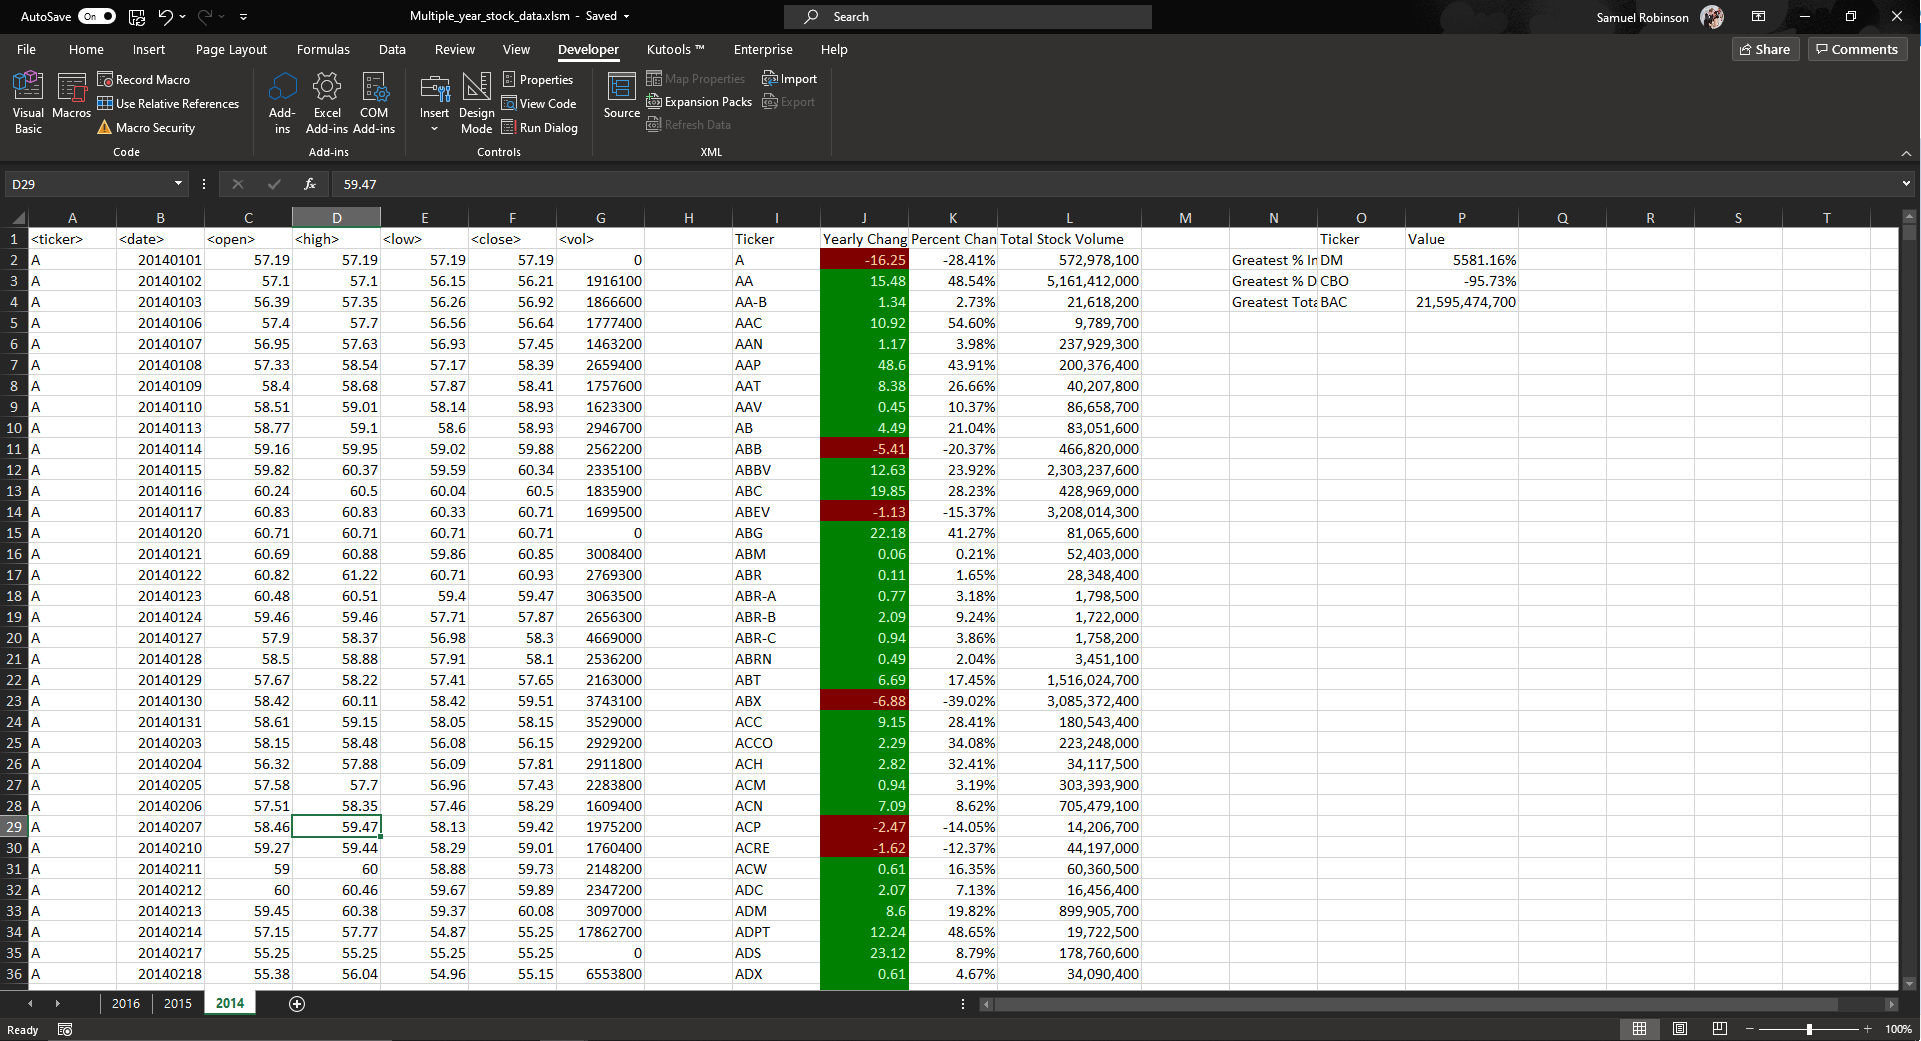 AutoSave On Multiple_year_stock_data.xlsm - Saved Search Samuel Robinson
File Home Insert Page Layout Formulas Data Review View Developer Kutools ™ Enterprise Help Share Comments
Visual Basic
Macros
Record Macro
Use Relative References
Macro Security
Code
Add-ins
Excel Add-ins
COM Add-ins
Add-ins
Insert
Design Mode
Properties
View Code
Run Dialog
Controls
Source
Map Properties
Expansion Packs
Refresh Data
Import
Export
XML
D29 fx 59.47
A B C D E F G H I J K L M N O P Q R S T
1 <ticker> <date> <open> <high> <low> <close> <vol> Ticker Yearly Chang Percent Chan Total Stock Volume Ticker Value
2 A 20140101 57.19 57.19 57.19 57.19 0 A -16.25 -28.41% 572,978,100 Greatest % In DM 5581.16%
3 A 20140102 57.1 57.1 56.15 56.21 1916100 AA 15.48 48.54% 5,161,412,000 Greatest % D CBO -95.73%
4 A 20140103 56.39 57.35 56.26 56.92 1866600 AA-B 1.34 2.73% 21,618,200 Greatest Tota BAC 21,595,474,700
5 A 20140106 57.4 57.7 56.56 56.64 1777400 AAC 10.92 54.60% 9,789,700
6 A 20140107 56.95 57.63 56.93 57.45 1463200 AAN 1.17 3.98% 237,929,300
7 A 20140108 57.33 58.54 57.17 58.39 2659400 AAP 48.6 43.91% 200,376,400
8 A 20140109 58.4 58.68 57.87 58.41 1757600 AAT 8.38 26.66% 40,207,800
9 A 20140110 58.51 59.01 58.14 58.93 1623300 AAV 0.45 10.37% 86,658,700
10 A 20140113 58.77 59.1 58.6 58.93 2946700 AB 4.49 21.04% 83,051,600
11 A 20140114 59.16 59.95 59.02 59.88 2562200 ABB -5.41 -20.37% 466,820,000
12 A 20140115 59.82 60.37 59.59 60.34 2335100 ABBV 12.63 23.92% 2,303,237,600
13 A 20140116 60.24 60.5 60.04 60.5 1835900 ABC 19.85 28.23% 428,969,000
14 A 20140117 60.83 60.83 60.33 60.71 1699500 ABEV -1.13 -15.37% 3,208,014,300
15 A 20140120 60.71 60.71 60.71 60.71 0 ABG 22.18 41.27% 81,065,600
16 A 20140121 60.69 60.88 59.86 60.85 3008400 ABM 0.06 0.21% 52,403,000
17 A 20140122 60.82 61.22 60.71 60.93 2769300 ABR 0.11 1.65% 28,348,400
18 A 20140123 60.48 60.51 59.4 59.47 3063500 ABR-A 0.77 3.18% 1,798,500
19 A 20140124 59.46 59.46 57.71 57.87 2656300 ABR-B 2.09 9.24% 1,722,000
20 A 20140127 57.9 58.37 56.98 58.3 4669000 ABR-C 0.94 3.86% 1,758,200
21 A 20140128 58.5 58.88 57.91 58.1 2536200 ABRN 0.49 2.04% 3,451,100
22 A 20140129 57.67 58.22 57.41 57.65 2163000 ABT 6.69 17.45% 1,516,024,700
23 A 20140130 58.42 60.11 58.42 59.51 3743100 ABX -6.88 -39.02% 3,085,372,400
24 A 20140131 58.61 59.15 58.05 58.15 3529000 ACC 9.15 28.41% 180,543,400
25 A 20140203 58.15 58.48 56.08 56.15 2929200 ACCO 2.29 34.08% 223,248,000
26 A 20140204 56.32 57.88 56.09 57.81 2911800 ACH 2.82 32.41% 34,117,500
27 A 20140205 57.58 57.7 56.96 57.43 2283800 ACM 0.94 3.19% 303,393,900
28 A 20140206 57.51 58.35 57.46 58.29 1609400 ACN 7.09 8.62% 705,479,100
29 A 20140207 58.46 59.47 58.13 59.42 1975200 ACP -2.47 -14.05% 14,206,700
30 A 20140210 59.27 59.44 58.29 59.01 1760400 ACRE -1.62 -12.37% 44,197,000
31 A 20140211 59 60 58.88 59.73 2148200 ACW 0.61 16.35% 60,360,500
32 A 20140212 60 60.46 59.67 59.89 2347200 ADC 2.07 7.13% 16,456,400
33 A 20140213 59.45 60.38 59.37 60.08 3097000 ADM 8.6 19.82% 899,905,700
34 A 20140214 57.15 57.77 54.87 55.25 17862700 ADPT 12.24 48.65% 19,722,500
35 A 20140217 55.25 55.25 55.25 55.25 0 ADS 23.12 8.79% 178,760,600
36 A 20140218 55.38 56.04 54.96 55.15 6553800 ADX 0.61 4.67% 34,090,400
2016 2015 2014
Ready 100%